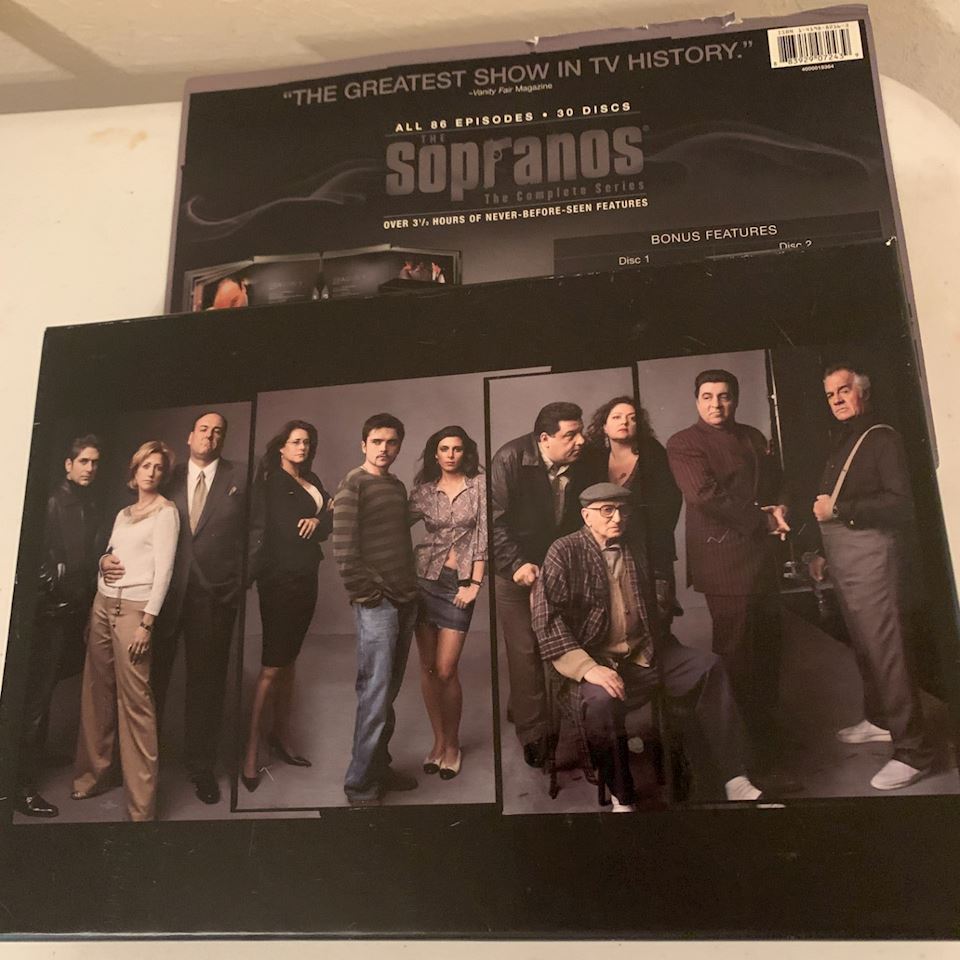 "THE GREATEST SHOW IN TV HISTORY."
-Vanity Fair Magazine
ALL 86 EPISODES • 30 DISCS
THE
Sopranos®
The Complete Series
OVER 3½ HOURS OF NEVER-BEFORE-SEEN FEATURES
BONUS FEATURES
Disc 1
Disc 2
4000019364